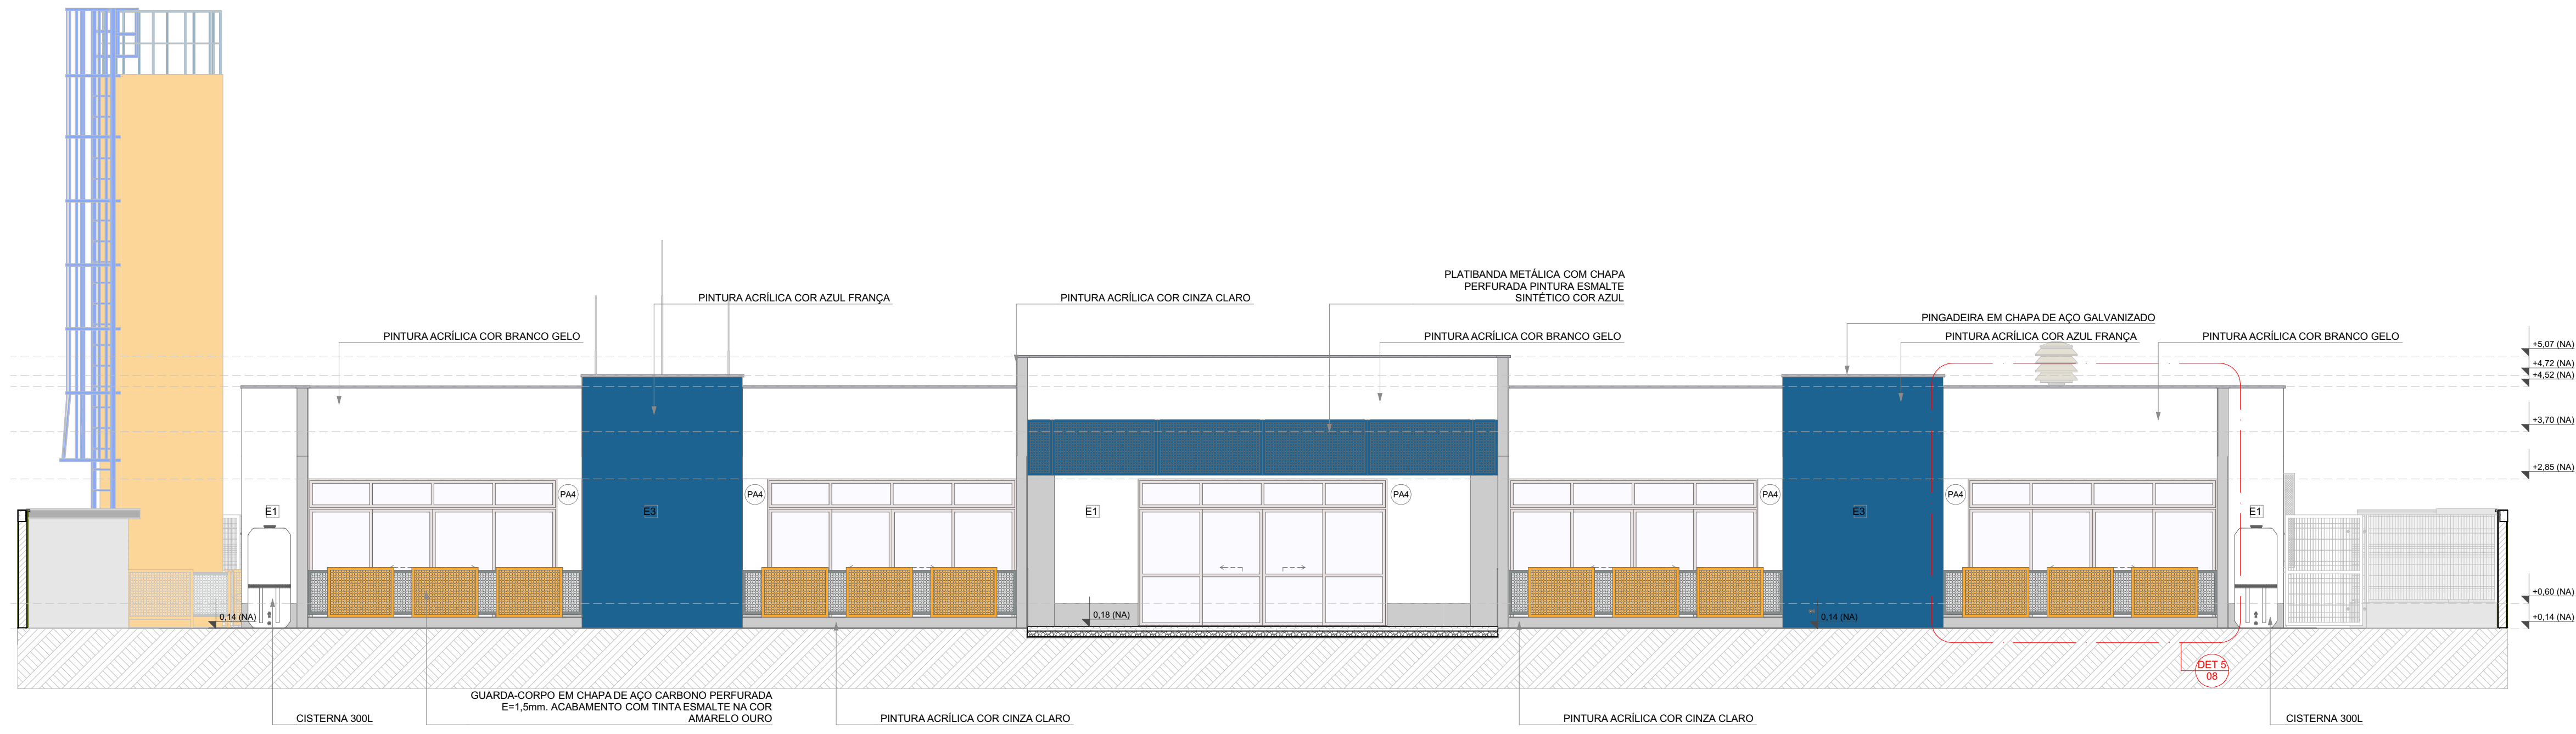 PLATIBANDA METÁLICA COM CHAPA
PERFURADA PINTURA ESMALTE
SINTÉTICO COR AZUL
PINTURA ACRÍLICA COR AZUL FRANÇA
PINTURA ACRÍLICA COR CINZA CLARO
PINGADEIRA EM CHAPA DE AÇO GALVANIZADO
PINTURA ACRÍLICA COR BRANCO GELO
PINTURA ACRÍLICA COR BRANCO GELO
PINTURA ACRÍLICA COR AZUL FRANÇA
PINTURA ACRÍLICA COR BRANCO GELO
+5,07 (NA)
+4,72 (NA)
+4,52 (NA)
+3,70 (NA)
+2,85 (NA)
PA4
PA4
PA4
PA4
PA4
E1
E3
E1
E3
E1
+0,60 (NA)
0,14 (NA)
0,18 (NA)
0,14 (NA)
+0,14 (NA)
DET 5
08
GUARDA-CORPO EM CHAPA DE AÇO CARBONO PERFURADA
E=1,5mm. ACABAMENTO COM TINTA ESMALTE NA COR
AMARELO OURO
CISTERNA 300L
PINTURA ACRÍLICA COR CINZA CLARO
PINTURA ACRÍLICA COR CINZA CLARO
CISTERNA 300L